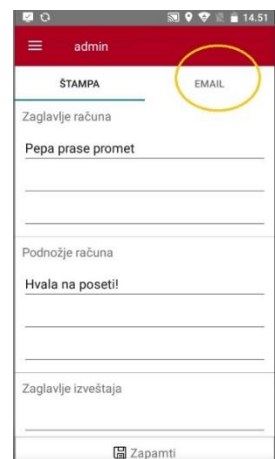 14.51
admin
ŠTAMPA
EMAIL
Zaglavlje računa
Pepa prase promet
Podnožje računa
Hvala na poseti!
Zaglavlje izveštaja
Zapamti